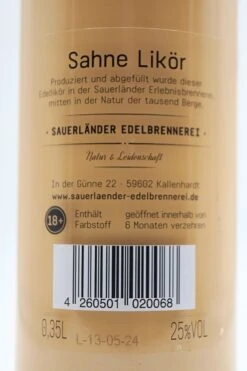 Sahne Likör
Produziert und abgefüllt wurde dieser
Edellikör in der Sauerländer Erlebnisbrennerei,
mitten in der Natur der tausend Berge.
SAUERLÄNDER EDELBRENNEREI
Natur & Leidenschaft
In der Günne 22 · 59602 Kallenhardt
www.sauerlaender-edelbrennerei.de
18+ Enthält Farbstoff
geöffnet innerhalb von
6 Monaten verzehren
4 260501 020068
0,35L
L-13-05-24
25%VOL